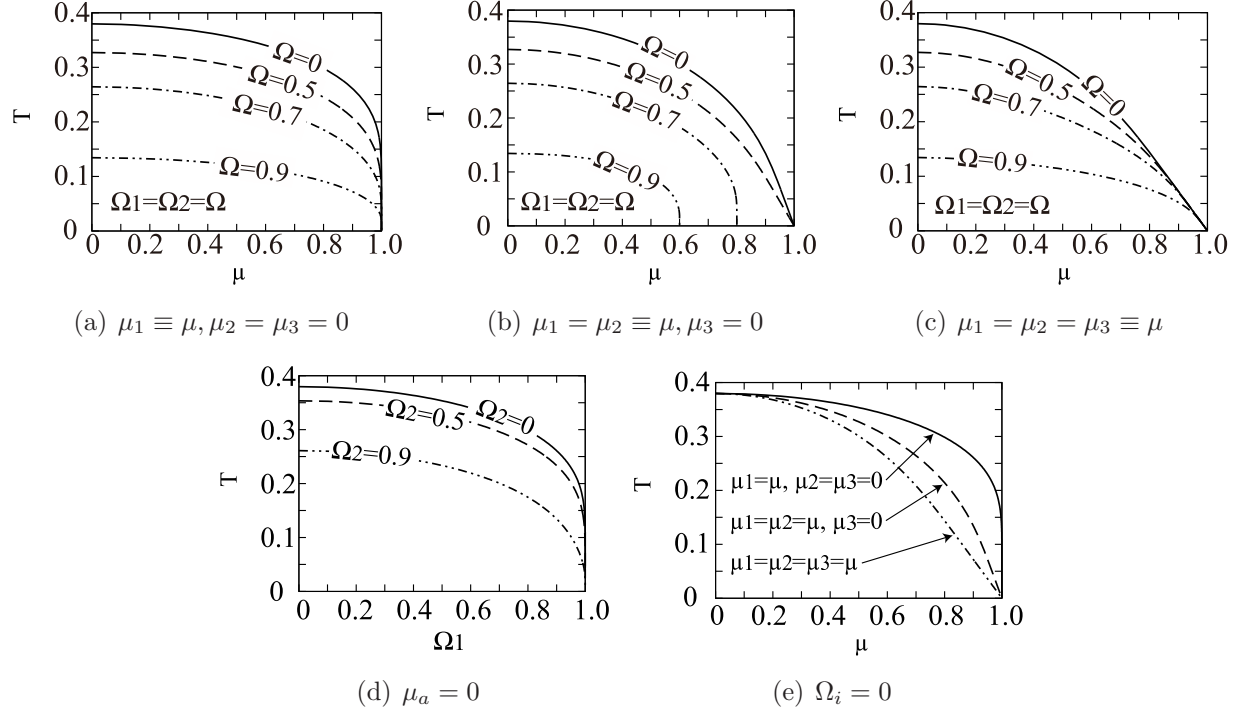 0.4
0.3
0.2
0.1
0
T
Ω=0
Ω=0.5
Ω=0.7
Ω=0.9
Ω1=Ω2=Ω
0 0.2 0.4 0.6 0.8 1.0
μ
(a) μ1 ≡ μ, μ2 = μ3 = 0
0.4
0.3
0.2
0.1
0
T
Ω=0
Ω=0.5
Ω=0.7
Ω=0.9
Ω1=Ω2=Ω
0 0.2 0.4 0.6 0.8 1.0
μ
(b) μ1 = μ2 ≡ μ, μ3 = 0
0.4
0.3
0.2
0.1
0
T
Ω=0
Ω=0.5
Ω=0.7
Ω=0.9
Ω1=Ω2=Ω
0 0.2 0.4 0.6 0.8 1.0
μ
(c) μ1 = μ2 = μ3 ≡ μ
0.4
0.3
0.2
0.1
0
T
Ω2=0
Ω2=0.5
Ω2=0.9
0 0.2 0.4 0.6 0.8 1.0
Ω1
(d) μa = 0
0.4
0.3
0.2
0.1
0
T
μ1=μ, μ2=μ3=0
μ1=μ2=μ, μ3=0
μ1=μ2=μ3=μ
0 0.2 0.4 0.6 0.8 1.0
μ
(e) Ωi = 0